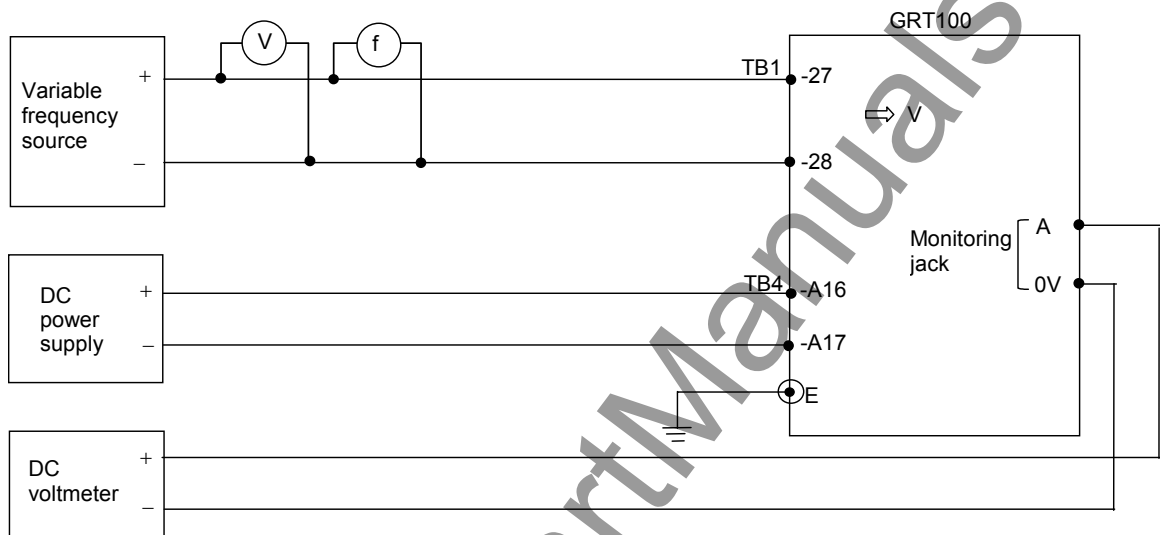 GRT100
V
f
TB1
-27
Variable
frequency
source
+
−
V
-28
Monitoring
jack
A
0V
DC
power
supply
+
−
TB4
-A16
-A17
E
DC
voltmeter
+
−